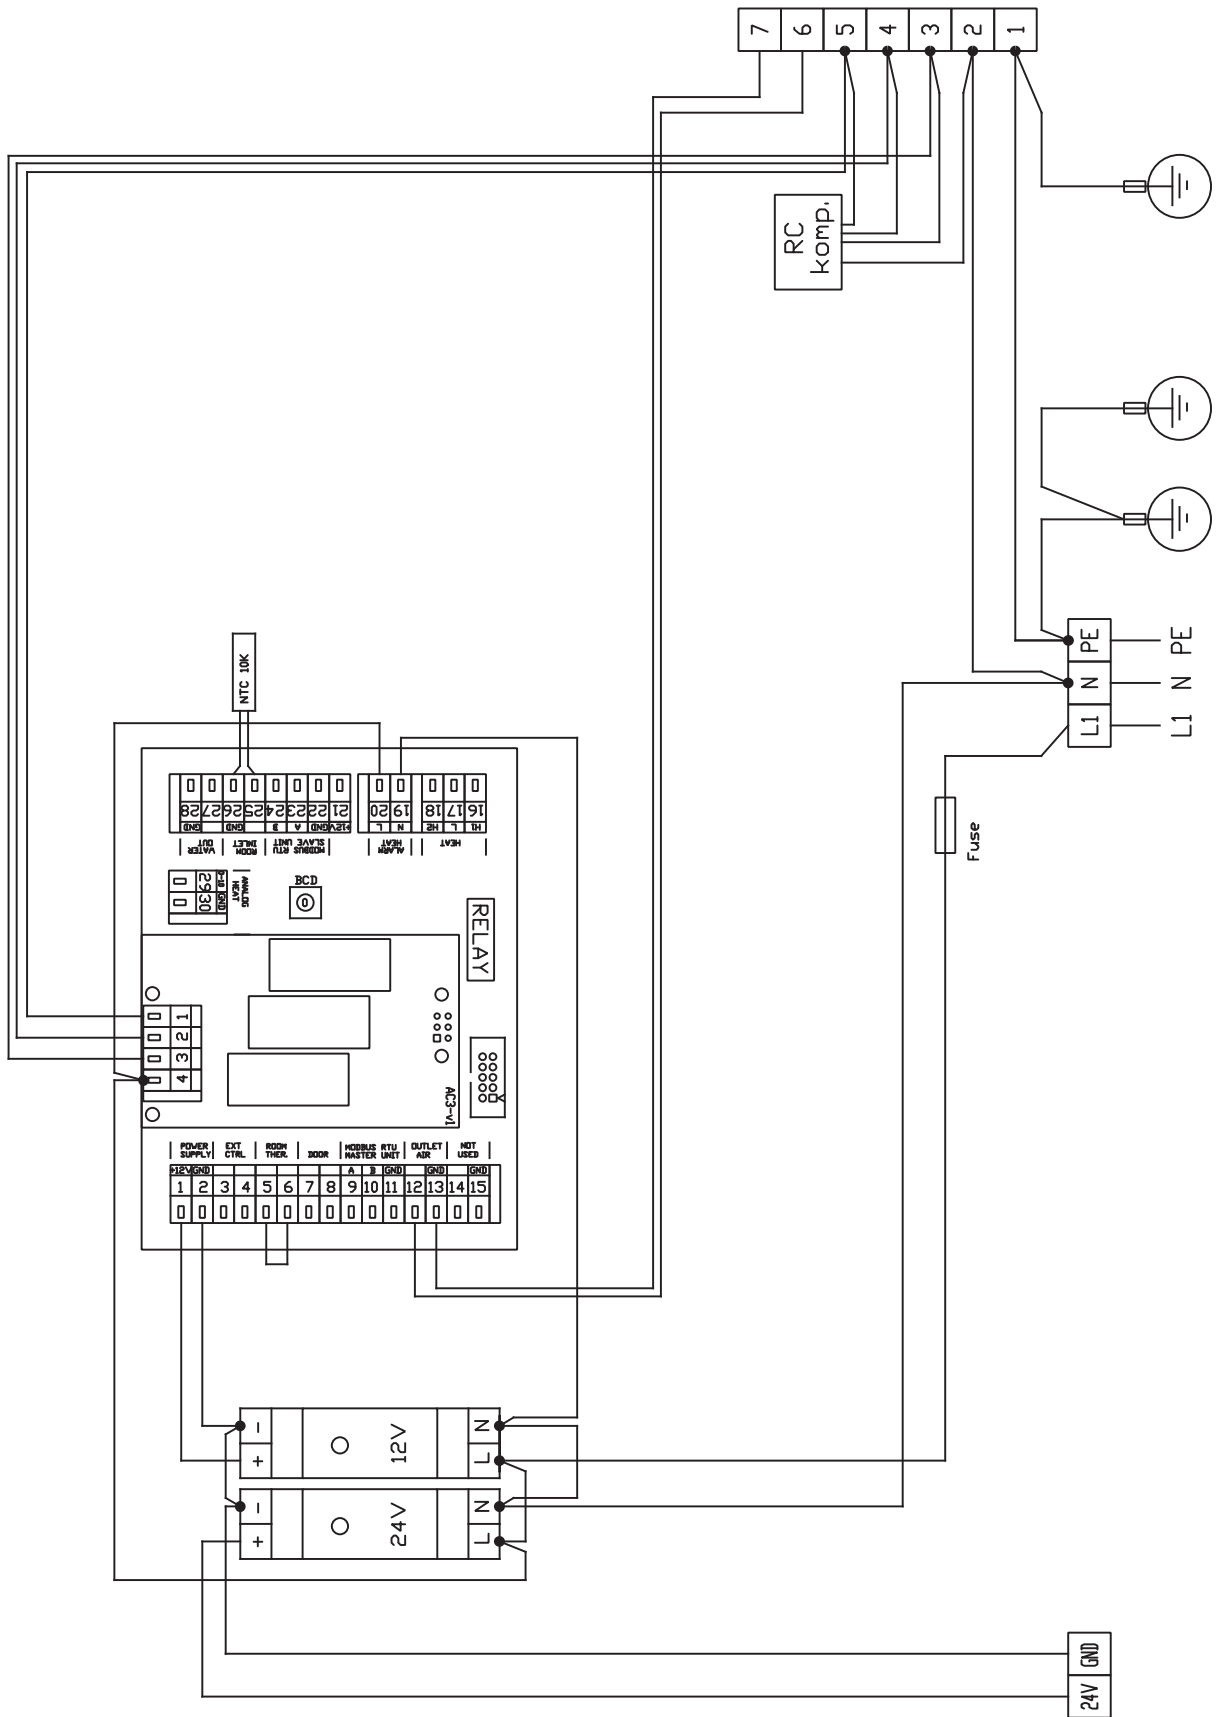 7 6 5 4 3 2 1
RC
komp.
PE PE
N N
L1 L1
Fuse
NTC 10K
28 27 26 25 24 23 22 21
GND GND B A GND +12V
WATER
OUT
ROOM
INLET
MODBUS RTU
SLAVE UNIT
20 19
L N
ALARM
HEAT
18 17 16
H2 L H1
HEAT
29 30
0-10 GND
ANALOG
HEAT
BCD
0
RELAY
1
2
3
4
AC3-v1
POWER
SUPPLY
EXT
CTRL
ROOM
THER.
DOOR
MODBUS RTU
MASTER UNIT
OUTLET
AIR
NOT
USED
+12V GND A B GND GND GND
1 2 3 4 5 6 7 8 9 10 11 12 13 14 15
- 12V N
+ L
- 24V N
+ L
GND
24V